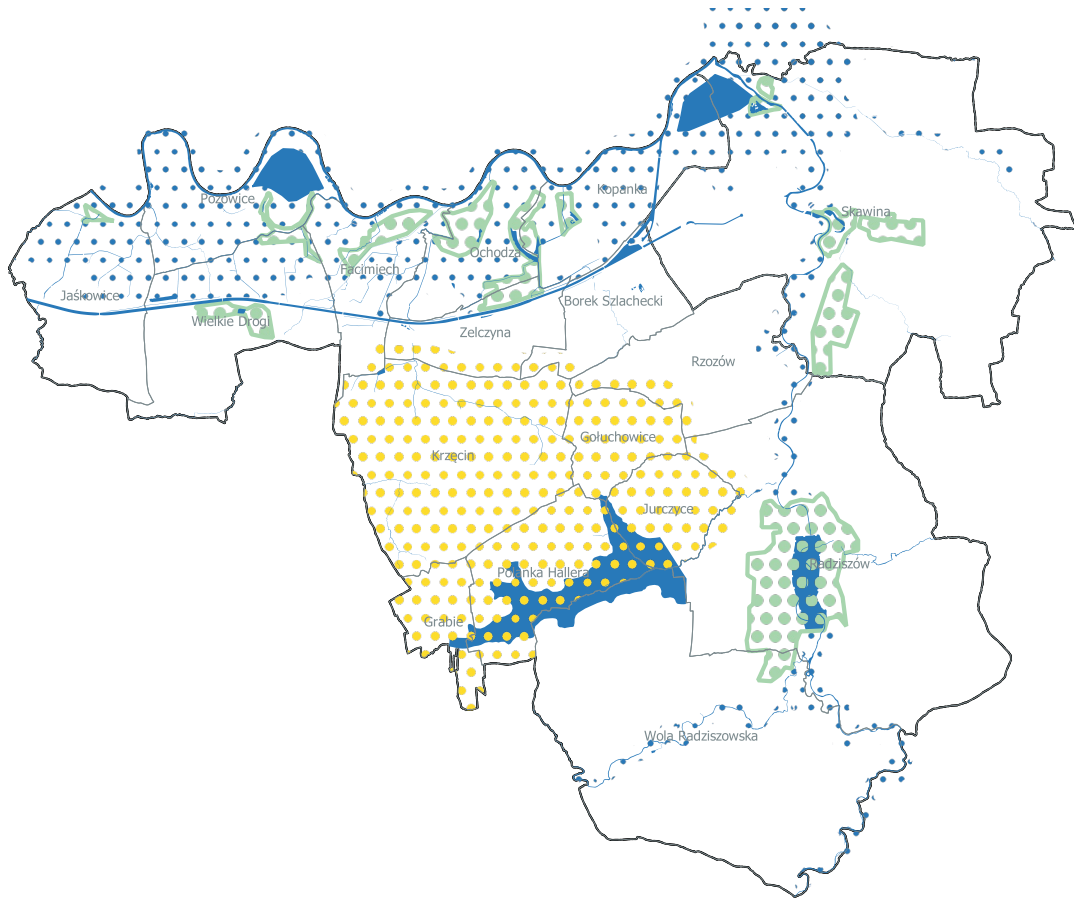 Kopanka
Pozowice
Skawina
Ochodza
Facimiech
Jaśkowice
Borek Szlachecki
Wielkie Drogi
Zelczyna
Rzozów
Gołuchowice
Krzęcin
Jurczyce
Radziszów
Polanka Hallera
Grabie
Wola Radziszowska